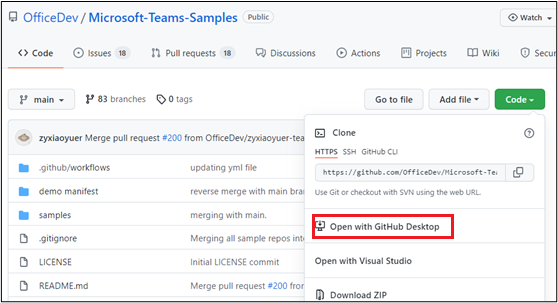 OfficeDev / Microsoft-Teams-Samples Public Watch
Code Issues 18 Pull requests 18 Discussions Actions Projects Wiki
main 83 branches 0 tags Go to file Add file Code
zyxiaoyuer Merge pull request #200 from OfficeDev/zyxiaoyuer-tea
.github/workflows updating yml file
demo manifest reverse merge with main bra
samples merging with main.
.gitignore Merging all sample repos int
LICENSE Initial LICENSE commit
README.md Merge pull request #200 from
Clone
HTTPS SSH GitHub CLI
https://github.com/OfficeDev/Microsoft-Tea
Use Git or checkout with SVN using the web URL.
Open with GitHub Desktop
Open with Visual Studio
Download ZIP